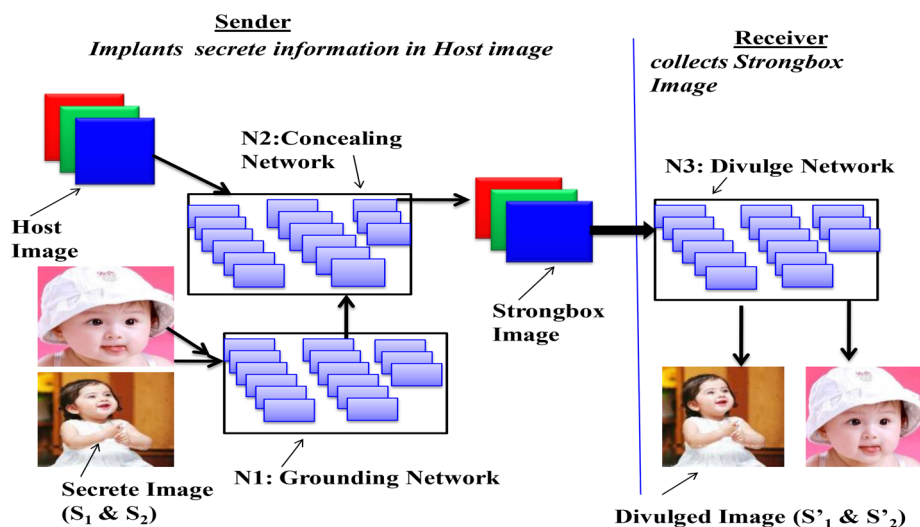 Sender
Implants secrete information in Host image
Receiver
collects Strongbox
Image
N2:Concealing
Network
N3: Divulge Network
Host
Image
Strongbox
Image
N1: Grounding Network
Secrete Image
(S₁ & S₂)
Divulged Image (S’₁ & S’₂)